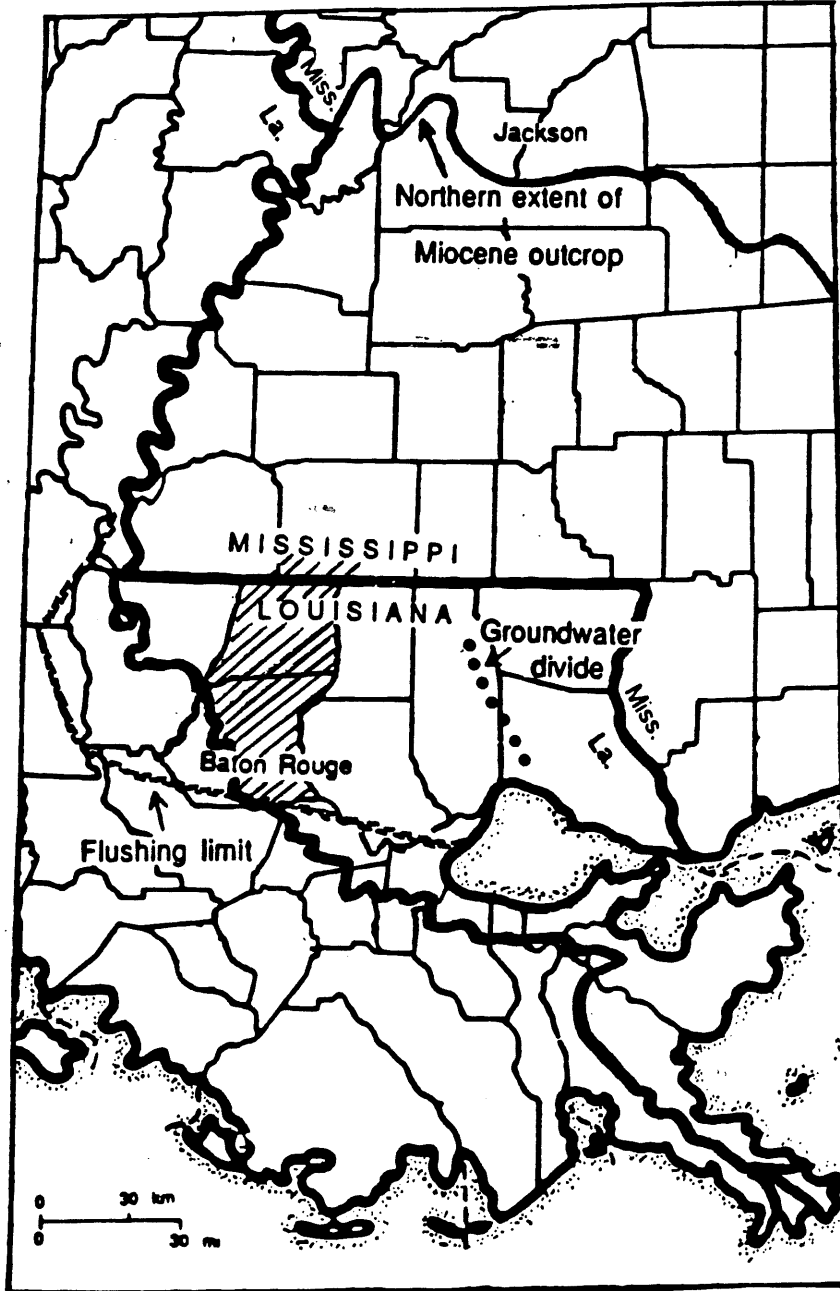 Miss.
La.
Jackson
Northern extent of
Miocene outcrop
MISSISSIPPI
LOUISIANA
Groundwater
divide
Miss.
La.
Baton Rouge
Flushing limit
0 30 km
0 30 mi